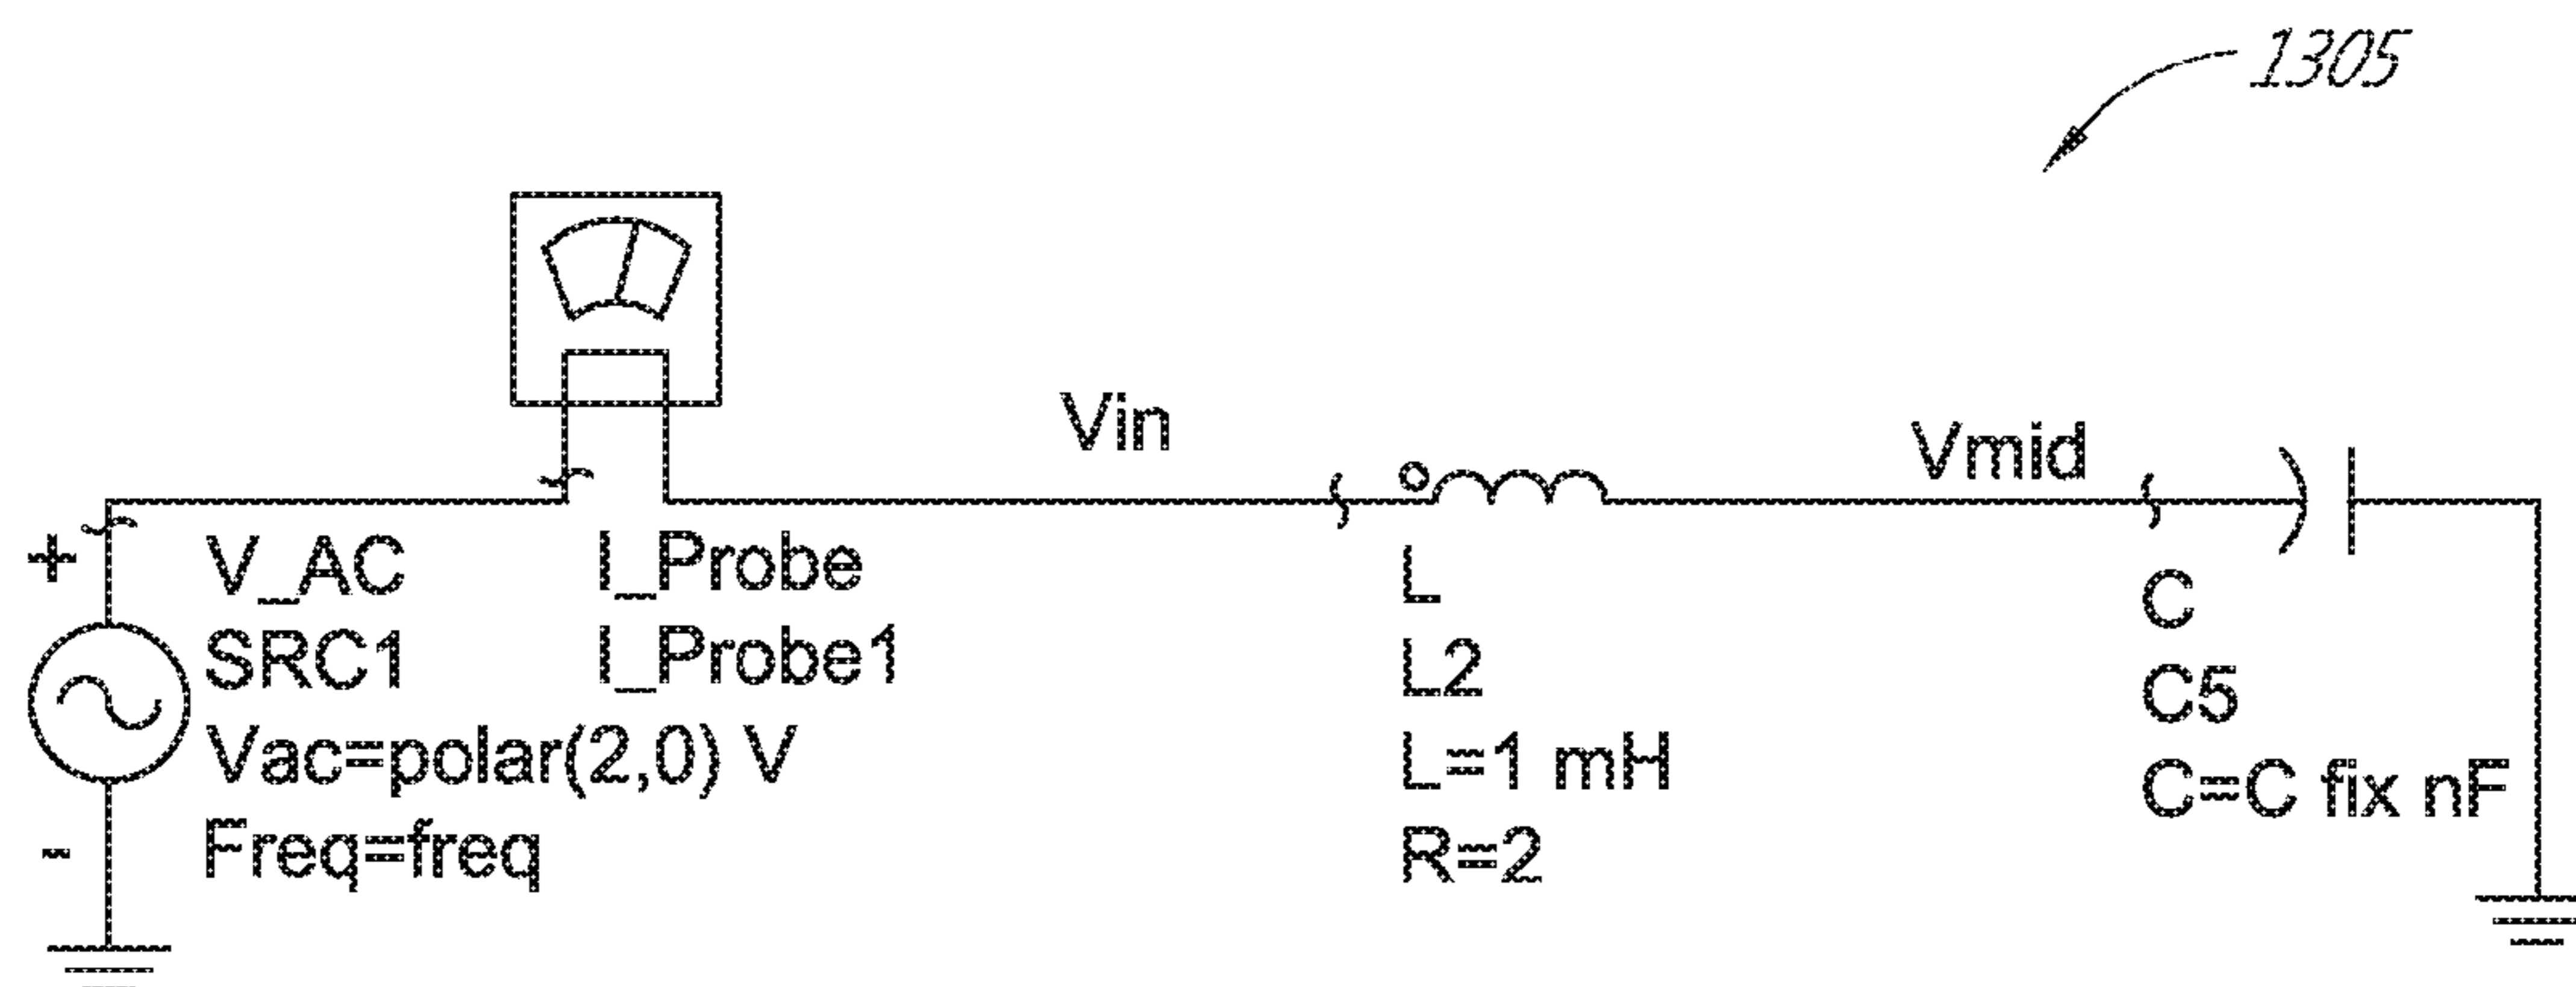 1305
Vin
Vmid
+
V_AC
SRC1
Vac=polar(2,0) V
Freq=freq
-
I_Probe
I_Probe1
L
L2
L=1 mH
R=2
C
C5
C=C fix nF